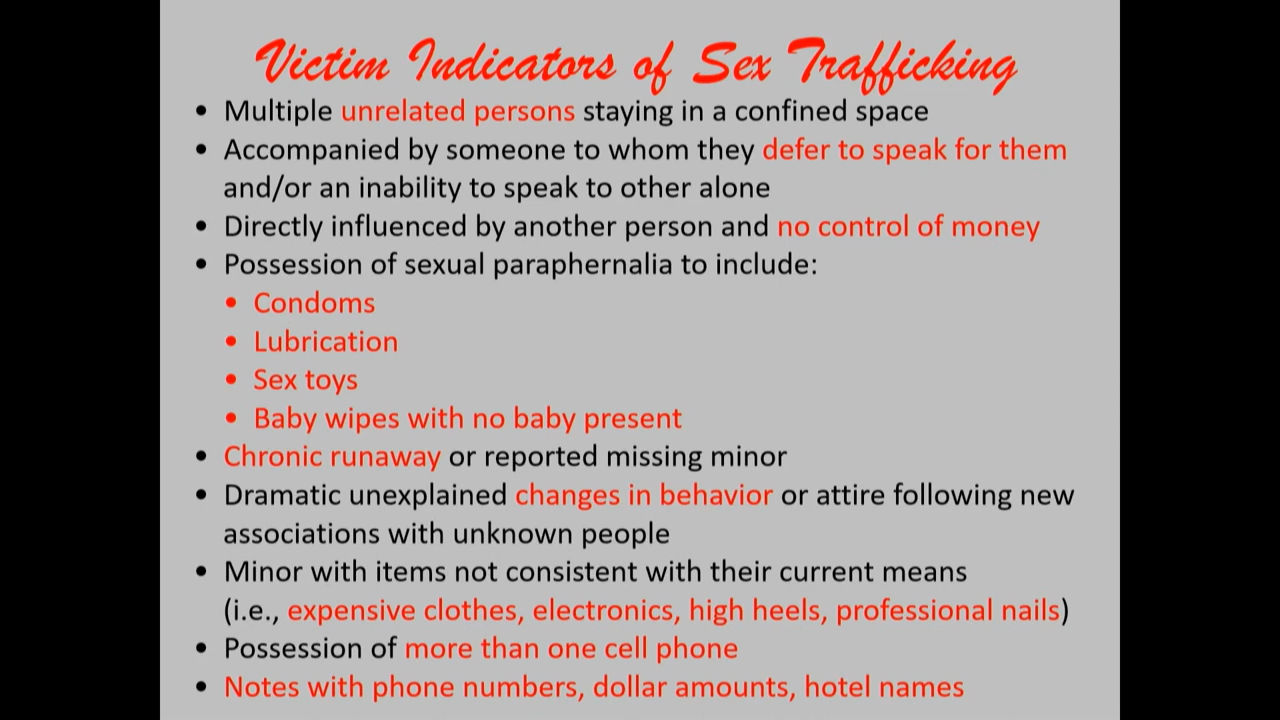 Victim Indicators of Sex Trafficking
• Multiple unrelated persons staying in a confined space
• Accompanied by someone to whom they defer to speak for them
and/or an inability to speak to other alone
• Directly influenced by another person and no control of money
• Possession of sexual paraphernalia to include:
• Condoms
• Lubrication
• Sex toys
• Baby wipes with no baby present
• Chronic runaway or reported missing minor
• Dramatic unexplained changes in behavior or attire following new
associations with unknown people
• Minor with items not consistent with their current means
(i.e., expensive clothes, electronics, high heels, professional nails)
• Possession of more than one cell phone
• Notes with phone numbers, dollar amounts, hotel names